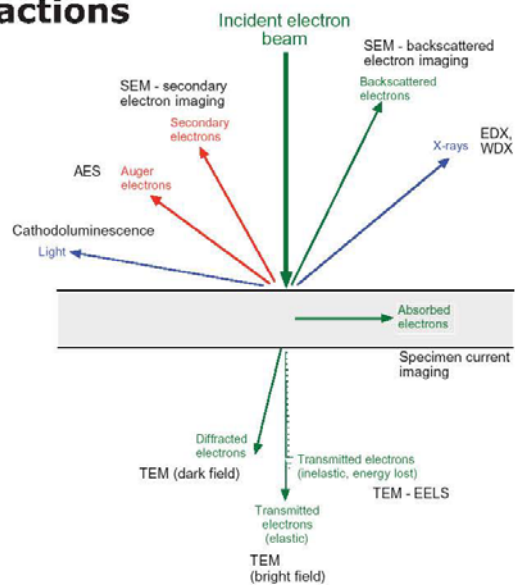 actions
Incident electron
beam
SEM - backscattered
electron imaging
Backscattered
electrons
SEM - secondary
electron imaging
Secondary
electrons
X-rays
EDX,
WDX
AES
Auger
electrons
Cathodoluminescence
Light
Absorbed
electrons
Specimen current
imaging
Diffracted
electrons
TEM (dark field)
Transmitted electrons
(inelastic, energy lost)
TEM - EELS
Transmitted
electrons
(elastic)
TEM
(bright field)